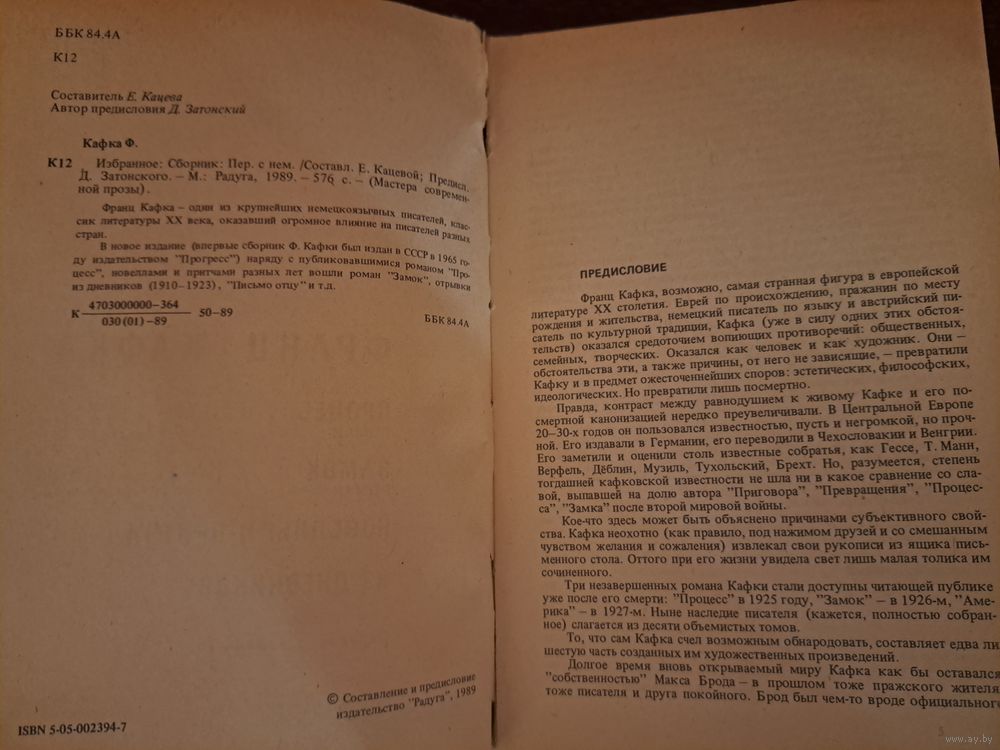 ББК 84.4А
К12
Составитель Е. Кацева
Автор предисловия Д. Затонский
Кафка Ф.
К12 Избранное: Сборник: Пер. с нем. /Составл. Е. Кацевой; Предисл.
Д. Затонского. – М.: Радуга, 1989. – 576 с. – (Мастера современ-
ной прозы).
Франц Кафка – один из крупнейших немецкоязычных писателей, клас-
сик литературы XX века, оказавший огромное влияние на писателей разных
стран.
В новое издание (впервые сборник Ф. Кафки был издан в СССР в 1965 го-
ду издательством "Прогресс") наряду с публиковавшимися романом "Про-
цесс", новеллами и притчами разных лет вошли роман "Замок", отрывки
из дневников (1910–1923), "Письмо отцу" и т.д.
К 4703000000–364
030(01)–89
50–89
ББК 84.4А
© Составление и предисловие
издательство "Радуга", 1989
ISBN 5-05-002394-7
ПРЕДИСЛОВИЕ
Франц Кафка, возможно, самая странная фигура в европейской
литературе XX столетия. Еврей по происхождению, пражанин по месту
рождения и жительства, немецкий писатель по языку и австрийский пи-
сатель по культурной традиции, Кафка (уже в силу одних этих обстоя-
тельств) оказался средоточием вопиющих противоречий: общественных,
семейных, творческих. Оказался как человек и как художник. Они –
обстоятельства эти, а также причины, от него не зависящие, – превратили
Кафку и в предмет ожесточеннейших споров: эстетических, философских,
идеологических. Но превратили лишь посмертно.
Правда, контраст между равнодушием к живому Кафке и его по-
смертной канонизацией нередко преувеличивали. В Центральной Европе
20–30-х годов он пользовался известностью, пусть и негромкой, но проч-
ной. Его издавали в Германии, его переводили в Чехословакии и Венгрии.
Его заметили и оценили столь известные собратья, как Гессе, Т. Манн,
Верфель, Дёблин, Музиль, Тухольский, Брехт. Но, разумеется, степень
тогдашней кафковской известности не шла ни в какое сравнение со сла-
вой, выпавшей на долю автора "Приговора", "Превращения", "Процес-
са", "Замка" после второй мировой войны.
Кое-что здесь может быть объяснено причинами субъективного свой-
ства. Кафка неохотно (как правило, под нажимом друзей и со смешанным
чувством желания и сожаления) извлекал свои рукописи из ящика пись-
менного стола. Оттого при его жизни увидела свет лишь малая толика им
сочиненного.
Три незавершенных романа Кафки стали доступны читающей публике
уже после его смерти: "Процесс" в 1925 году, "Замок" – в 1926-м, "Аме-
рика" – в 1927-м. Ныне наследие писателя (кажется, полностью собран-
ное) слагается из десяти объемистых томов.
То, что сам Кафка счел возможным обнародовать, составляет едва ли
шестую часть созданных им художественных произведений.
Долгое время вновь открываемый миру Кафка как бы оставался
"собственностью" Макса Брода – в прошлом тоже пражского жителя,
тоже писателя и друга покойного. Брод был чем-то вроде официального
5
www.ay.by